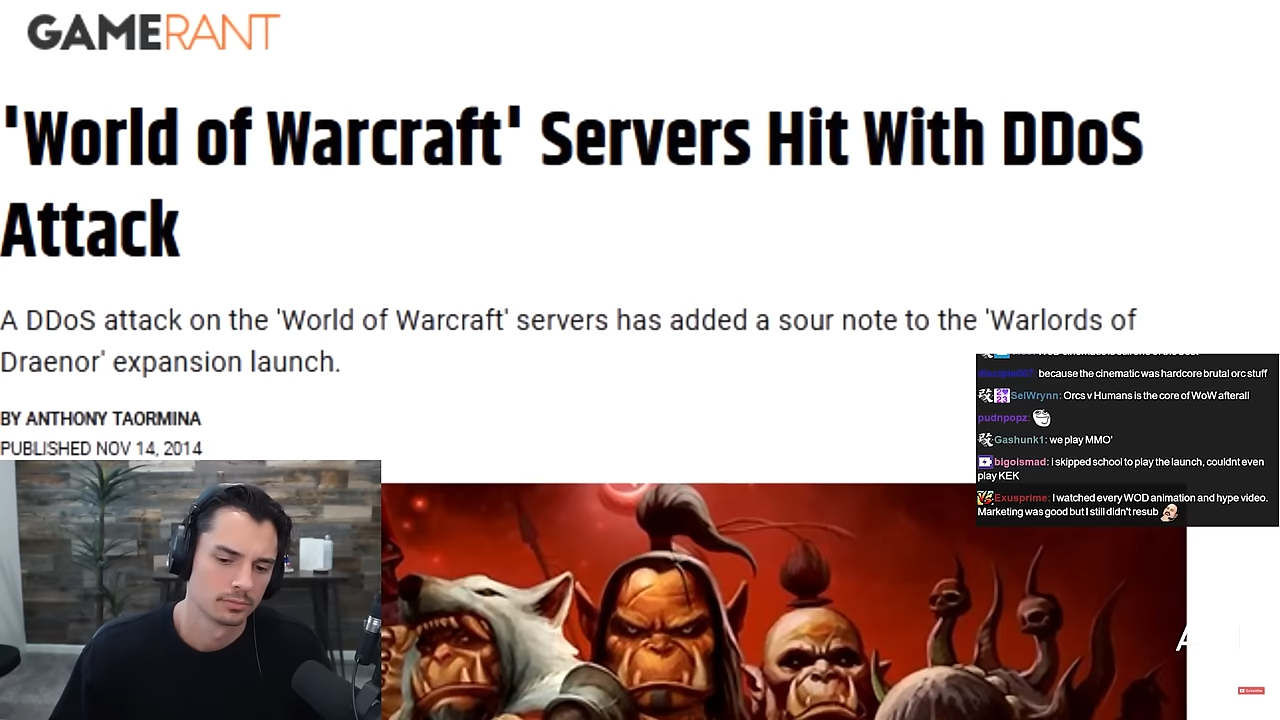 GAMERANT
'World of Warcraft' Servers Hit With DDoS
Attack
A DDoS attack on the 'World of Warcraft' servers has added a sour note to the 'Warlords of
Draenor' expansion launch.
BY ANTHONY TAORMINA
PUBLISHED NOV 14, 2014
because the cinematic was hardcore brutal orc stuff
SelWrynn: Orcs v Humans is the core of WoW afterall
pudnpopz:
Gashunk1: we play MMO'
bigoismad: i skipped school to play the launch, couldnt even
play KEK
Exusprime: I watched every WOD animation and hype video.
Marketing was good but I still didn't resub